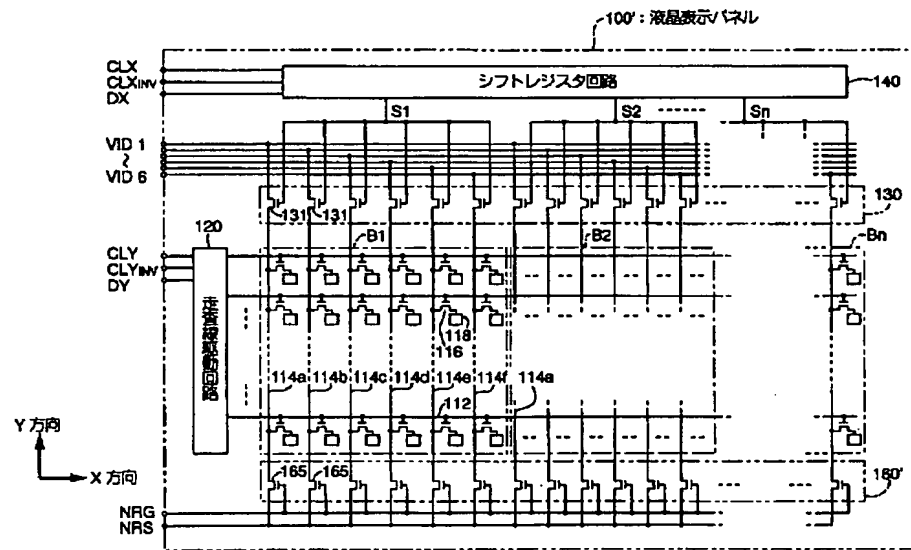 100' : 液晶表示パネル
CLX
CLXINV
DX
シフトレジスタ回路
140
S1
S2
Sn
VID 1
~
VID 6
131
131
130
120
B1
B2
Bn
CLY
CLYINV
DY
走査線駆動回路
118
116
114a
114b
114c
114d
114e
114f
114a
112
Y 方向
X 方向
165
165
160'
NRG
NRS